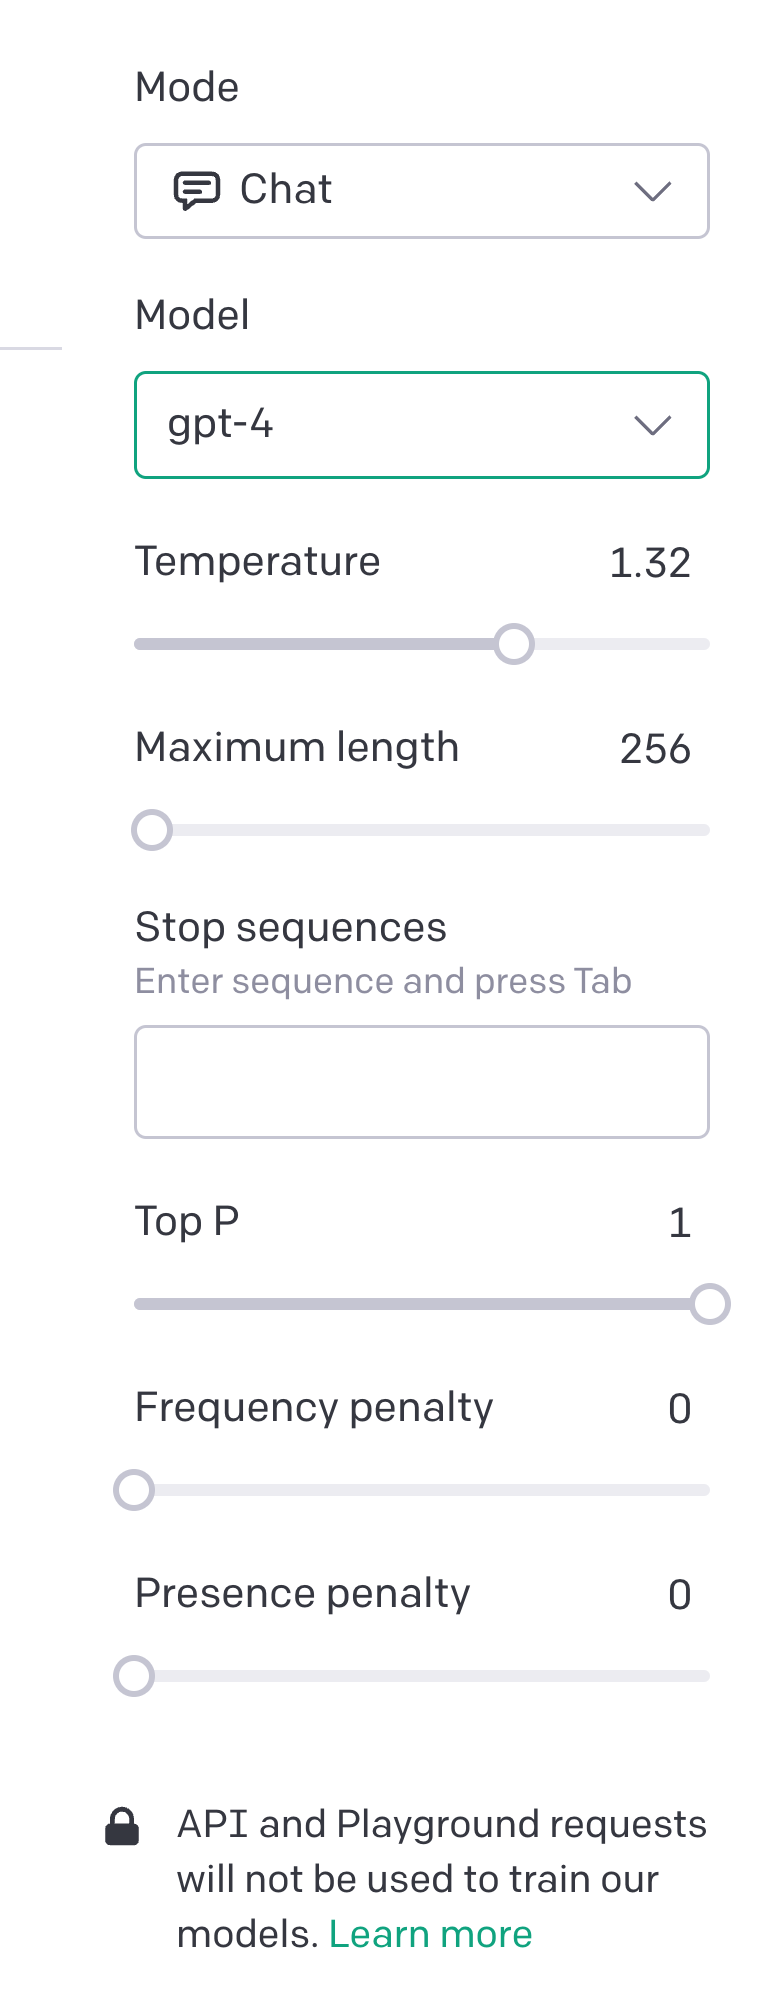 Mode
Chat
Model
gpt-4
Temperature 1.32
Maximum length 256
Stop sequences
Enter sequence and press Tab
Top P 1
Frequency penalty 0
Presence penalty 0
API and Playground requests
will not be used to train our
models. Learn more